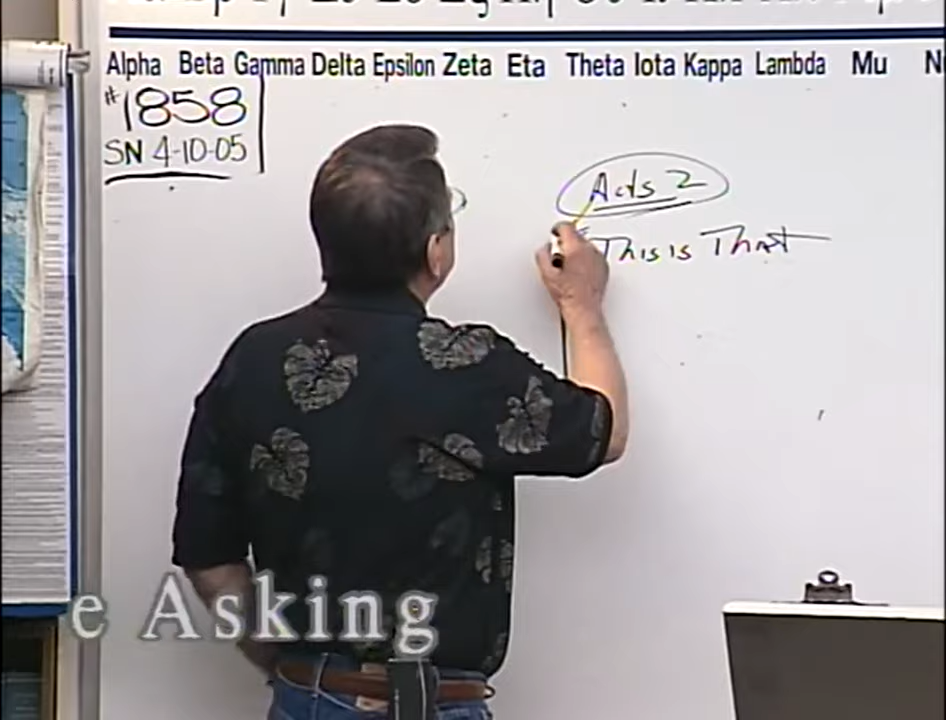 Alpha Beta Gamma Delta Epsilon Zeta Eta Theta Iota Kappa Lambda Mu N
#1858
SN 4-10-05
Acts 2
This is That
e Asking